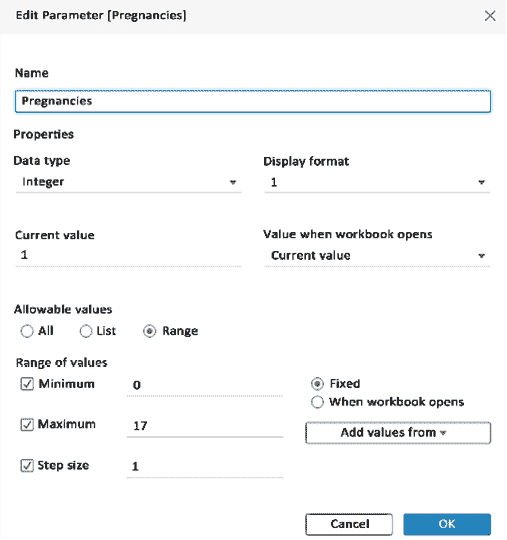 Edit Parameter [Pregnancies]
Name
Pregnancies
Properties
Data type Display format
Integer 1
Current value Value when workbook opens
1 Current value
Allowable values
All List Range
Range of values
Minimum 0 Fixed
When workbook opens
Maximum 17 Add values from
Step size 1
Cancel OK